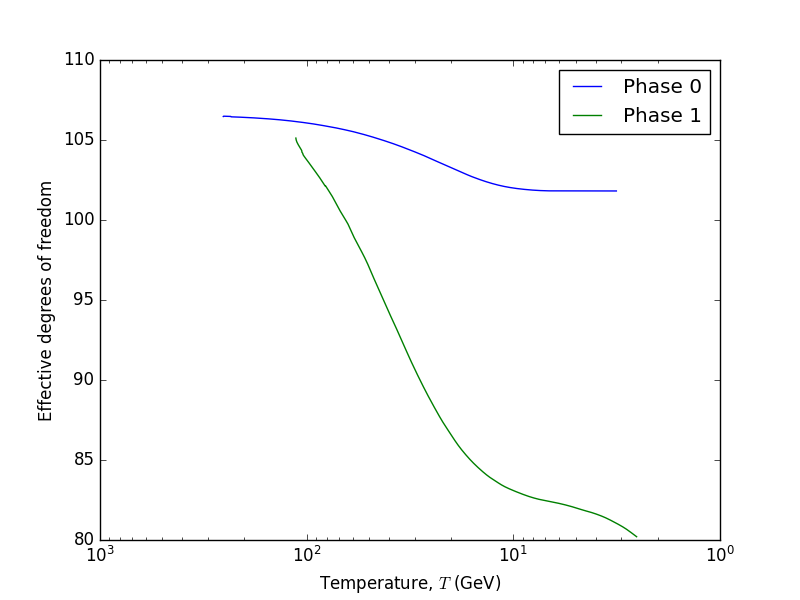 110
105
100
95
90
85
80
Effective degrees of freedom
10³
10²
10¹
10⁰
Temperature, T (GeV)
Phase 0
Phase 1